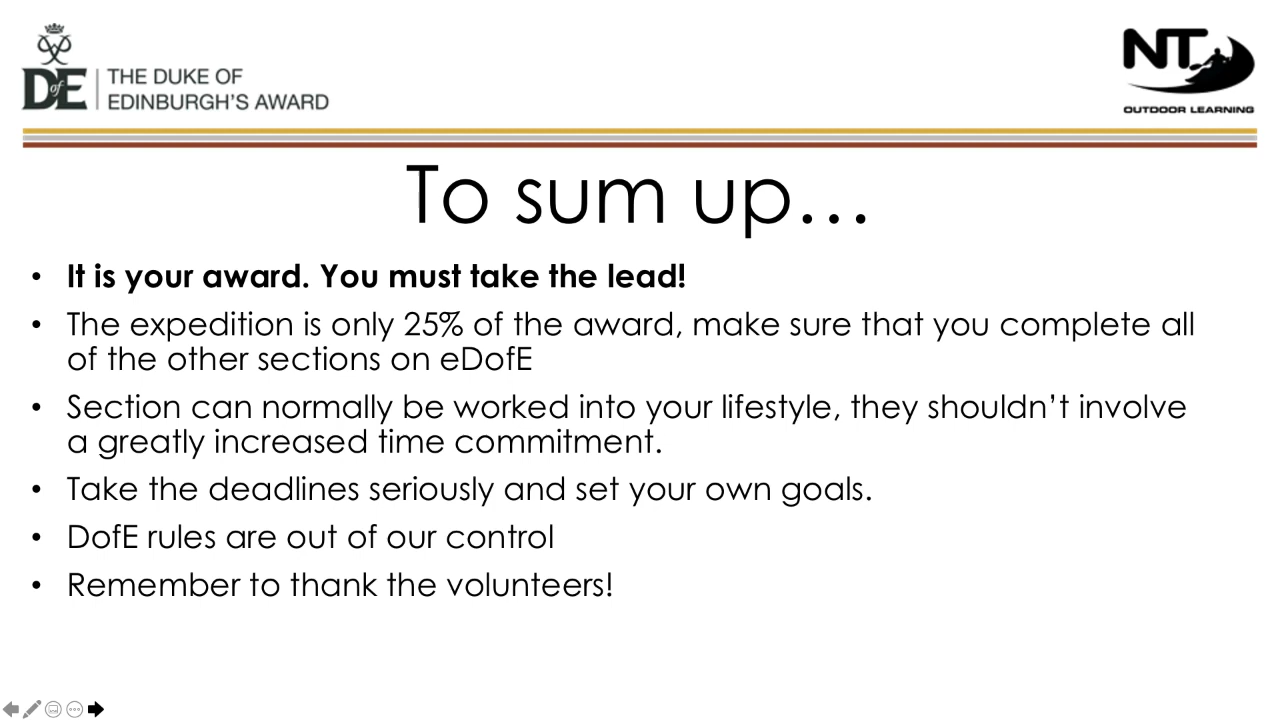 DofE
THE DUKE OF
EDINBURGH'S AWARD
NT
OUTDOOR LEARNING
To sum up...
• It is your award. You must take the lead!
• The expedition is only 25% of the award, make sure that you complete all
of the other sections on eDofE
• Section can normally be worked into your lifestyle, they shouldn't involve
a greatly increased time commitment.
• Take the deadlines seriously and set your own goals.
• DofE rules are out of our control
• Remember to thank the volunteers!